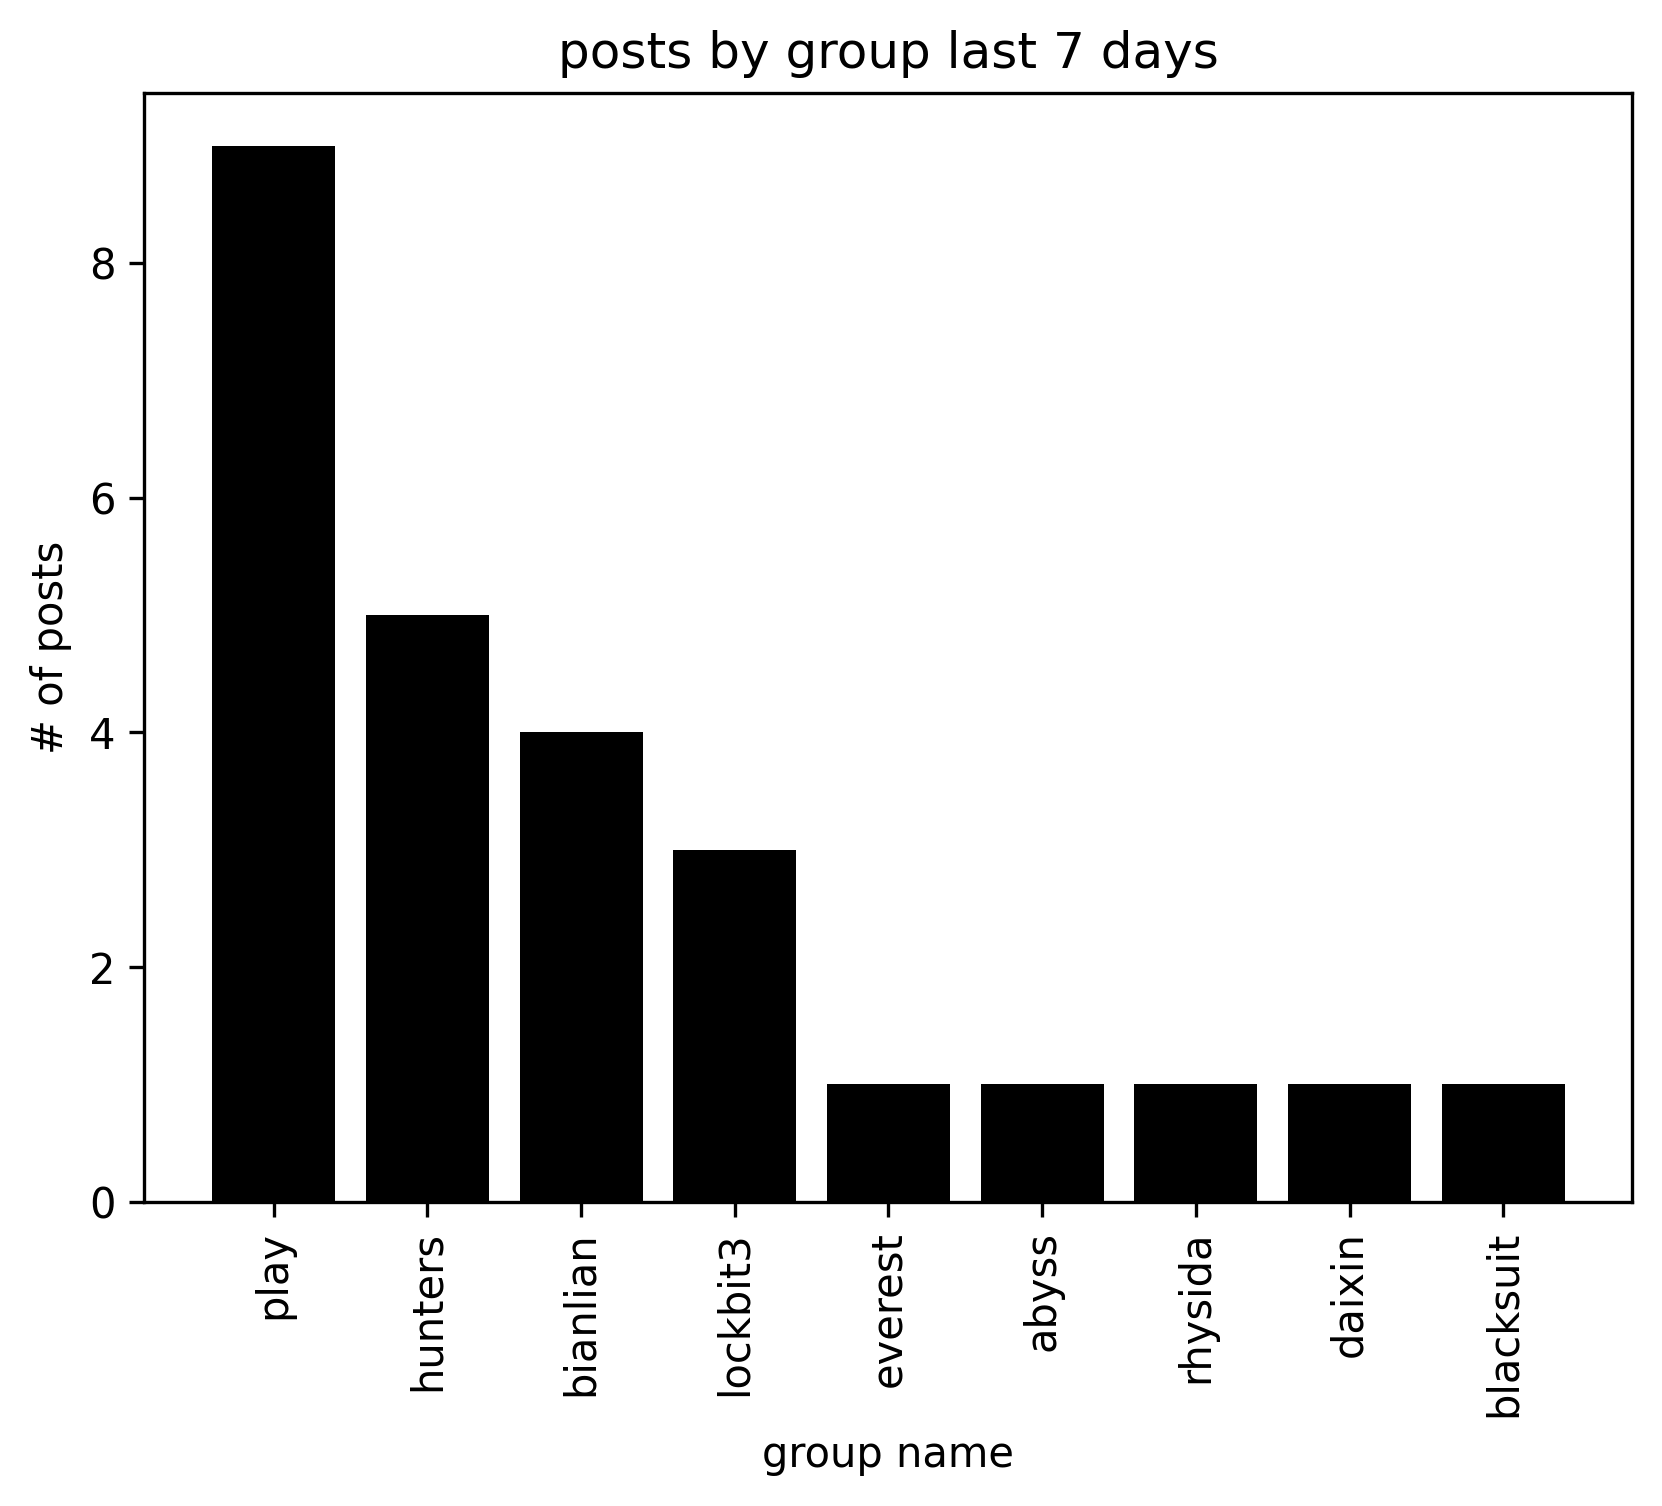 posts by group last 7 days
# of posts
8
6
4
2
0
play
hunters
bianlian
lockbit3
everest
abyss
rhysida
daixin
blacksuit
group name